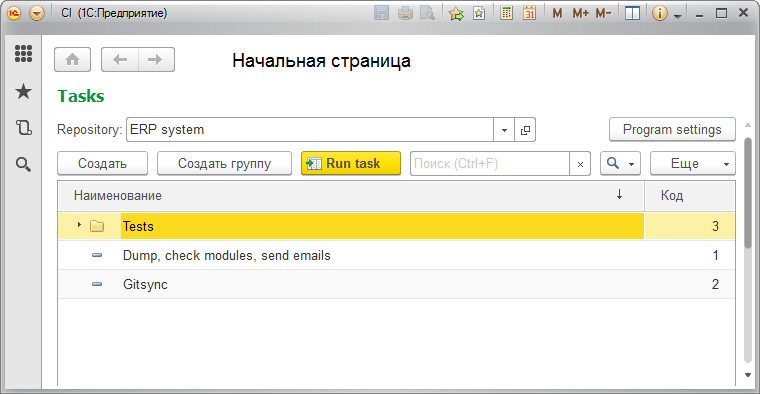 CI (1С:Предприятие)
M M+ M-
31
Начальная страница
Tasks
Repository: ERP system
Program settings
Создать Создать группу Run task Поиск (Ctrl+F) × Еще
Наименование ↓ Код
Tests 3
Dump, check modules, send emails 1
Gitsync 2